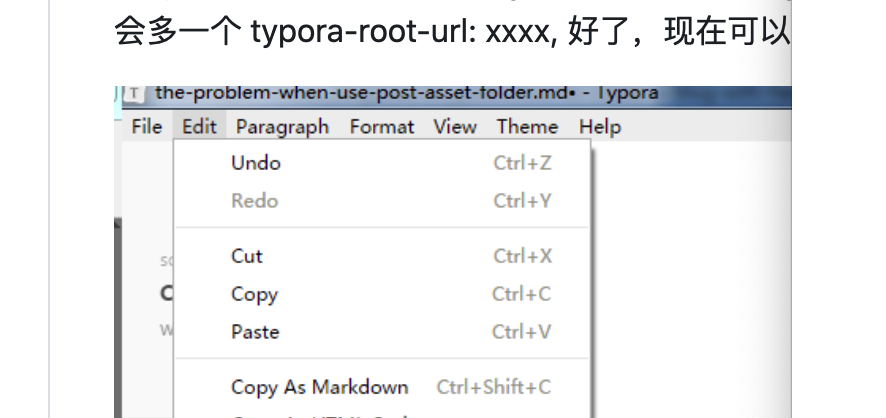 会多一个 typora-root-url: xxxx, 好了，现在可以
T the-problem-when-use-post-asset-folder.md• - Typora
File Edit Paragraph Format View Theme Help
Undo Ctrl+Z
Redo Ctrl+Y
Cut Ctrl+X
Copy Ctrl+C
Paste Ctrl+V
Copy As Markdown Ctrl+Shift+C